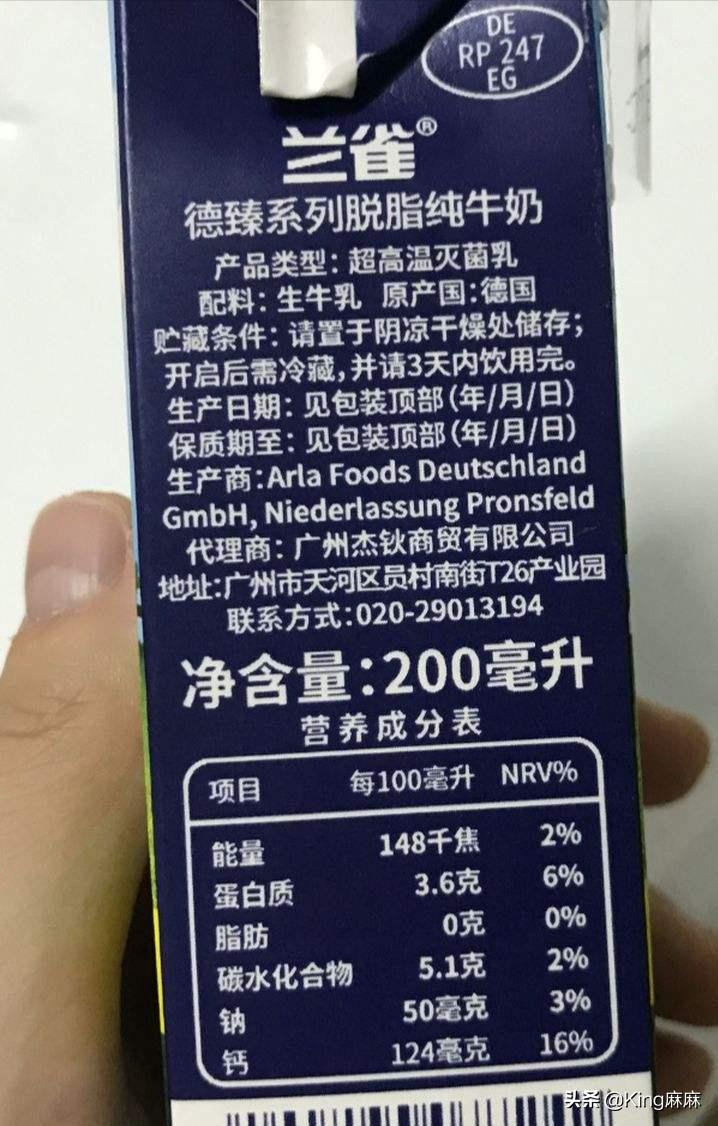 DE
RP 247
EG
兰雀®
德臻系列脱脂纯牛奶
产品类型：超高温灭菌乳
配料：生牛乳 原产国：德国
贮藏条件：请置于阴凉干燥处储存；
开启后需冷藏，并请3天内饮用完。
生产日期：见包装顶部（年/月/日）
保质期至：见包装顶部（年/月/日）
生产商：Arla Foods Deutschland
GmbH, Niederlassung Pronsfeld
代理商：广州杰钬商贸有限公司
地址：广州市天河区员村南街T26产业园
联系方式：020-29013194
净含量：200毫升
营养成分表
项目 每100毫升 NRV%
能量 148千焦 2%
蛋白质 3.6克 6%
脂肪 0克 0%
碳水化合物 5.1克 2%
钠 50毫克 3%
钙 124毫克 16%
头条 @King麻麻